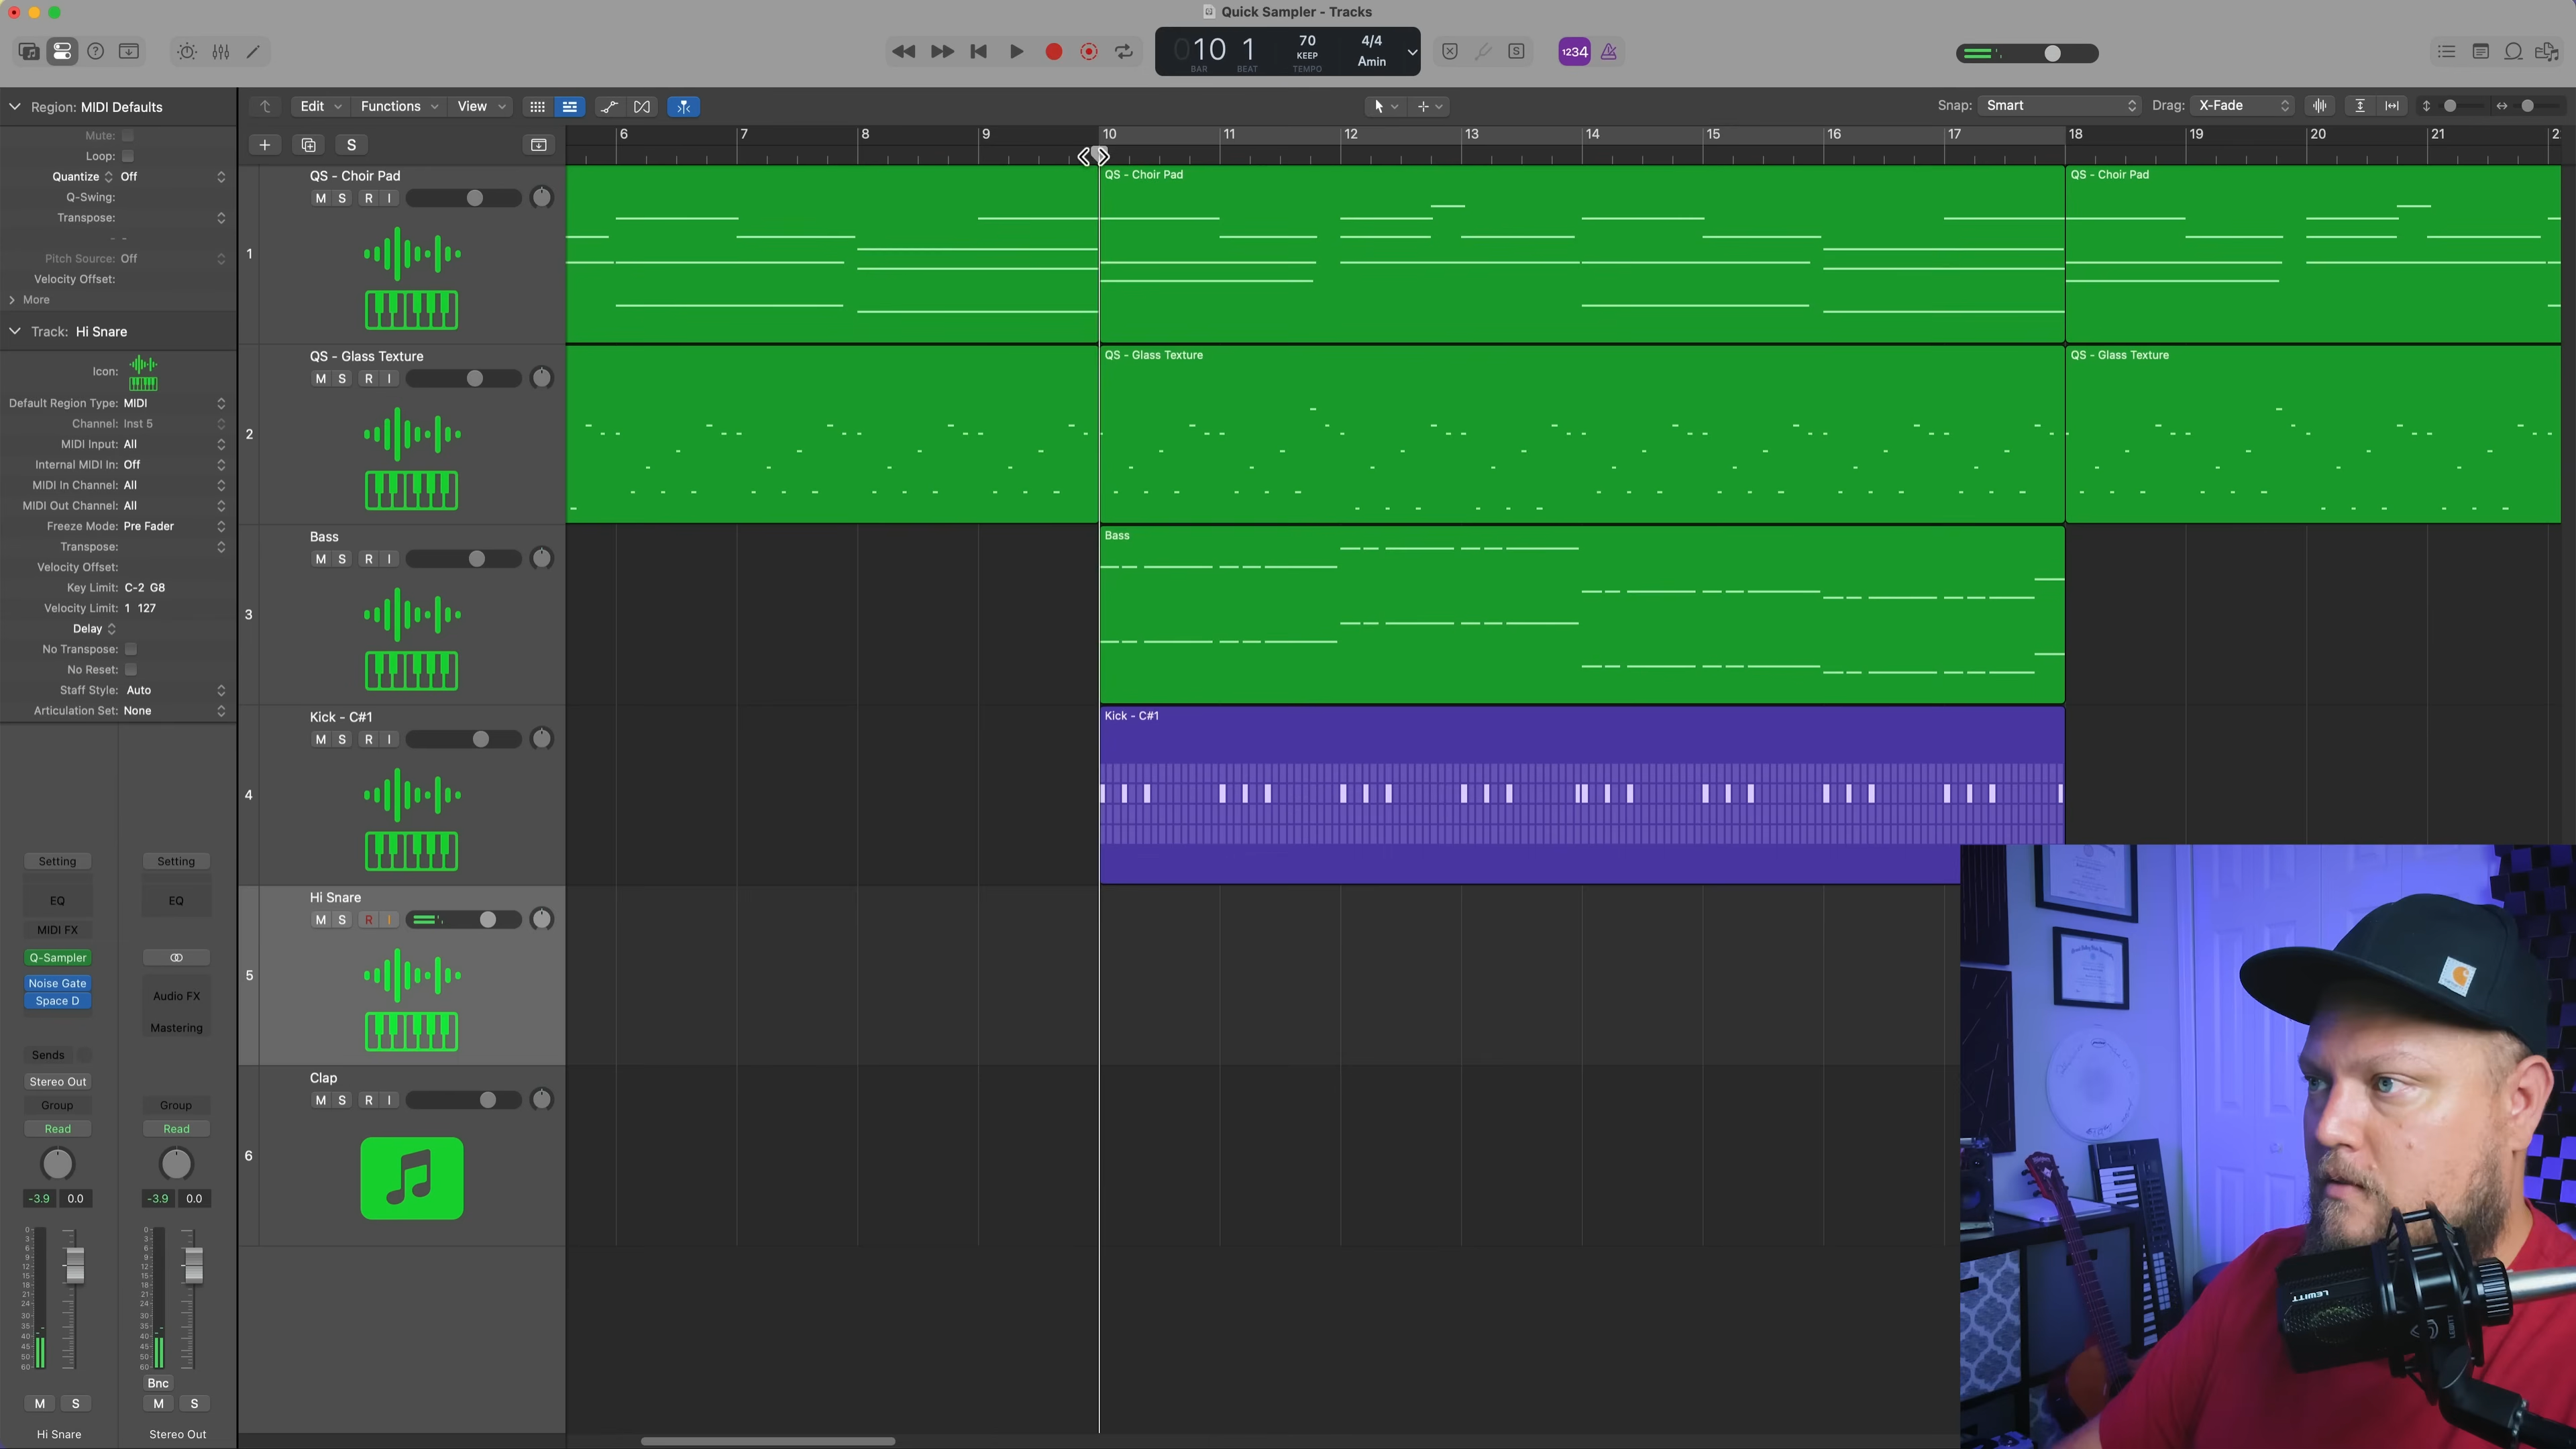 Quick Sampler - Tracks
10 1
BAR BEAT
70
KEEP
TEMPO
4/4
Amin
1234
Region: MIDI Defaults
Mute:
Loop:
Quantize Off
Q-Swing:
Transpose:
Pitch Source: Off
Velocity Offset:
More
Track: Hi Snare
Icon:
Default Region Type: MIDI
Channel: Inst 5
MIDI Input: All
Internal MIDI In: Off
MIDI In Channel: All
MIDI Out Channel: All
Freeze Mode: Pre Fader
Transpose:
Velocity Offset:
Key Limit: C-2 G8
Velocity Limit: 1 127
Delay
No Transpose:
No Reset:
Staff Style: Auto
Articulation Set: None
Setting Setting
EQ EQ
MIDI FX
Q-Sampler
Noise Gate
Space D
Audio FX
Mastering
Sends
Stereo Out
Group Group
Read Read
-3.9 0.0 -3.9 0.0
Bnc
M S M S
Hi Snare Stereo Out
Edit Functions View
Snap: Smart Drag: X-Fade
S
6 7 8 9 10 11 12 13 14 15 16 17 18 19 20 21 2
1 QS - Choir Pad
M S R I
QS - Choir Pad
QS - Choir Pad
2 QS - Glass Texture
M S R I
QS - Glass Texture
QS - Glass Texture
3 Bass
M S R I
Bass
4 Kick - C#1
M S R I
Kick - C#1
5 Hi Snare
M S R I
6 Clap
M S R I
LEWITT